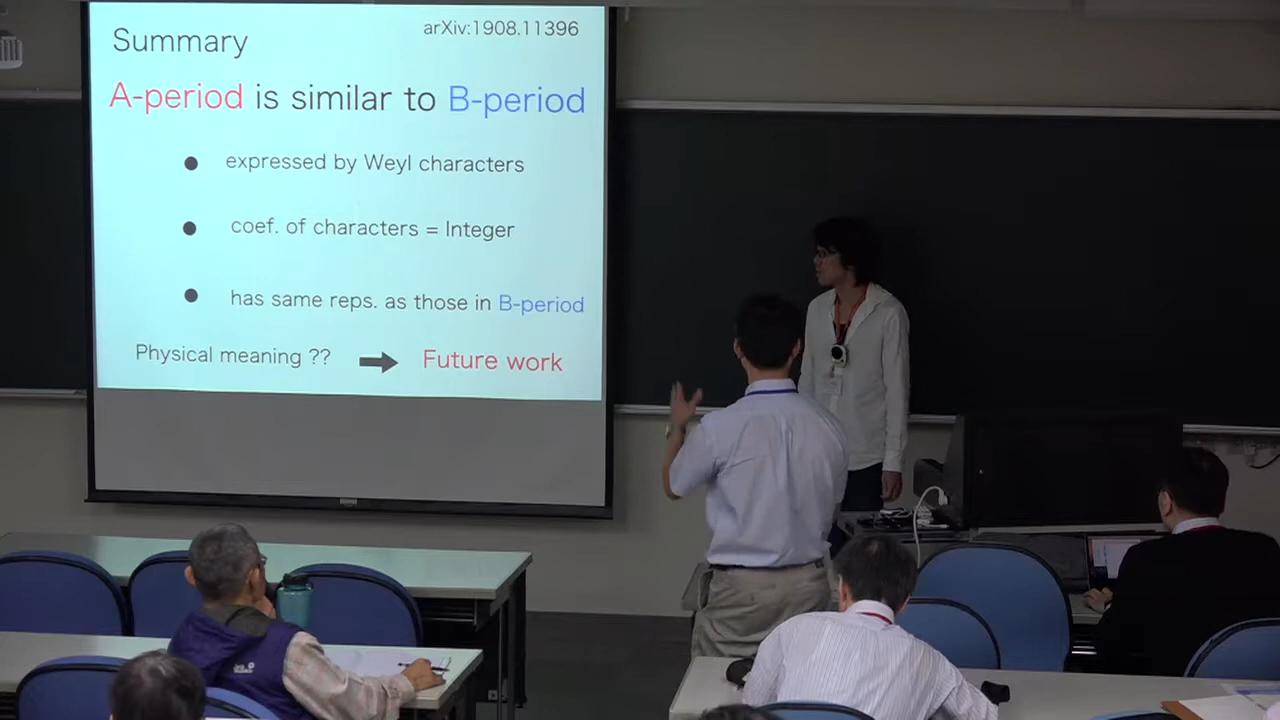 Summary
arXiv:1908.11396
A-period is similar to B-period
expressed by Weyl characters
coef. of characters = Integer
has same reps. as those in B-period
Physical meaning ?? Future work